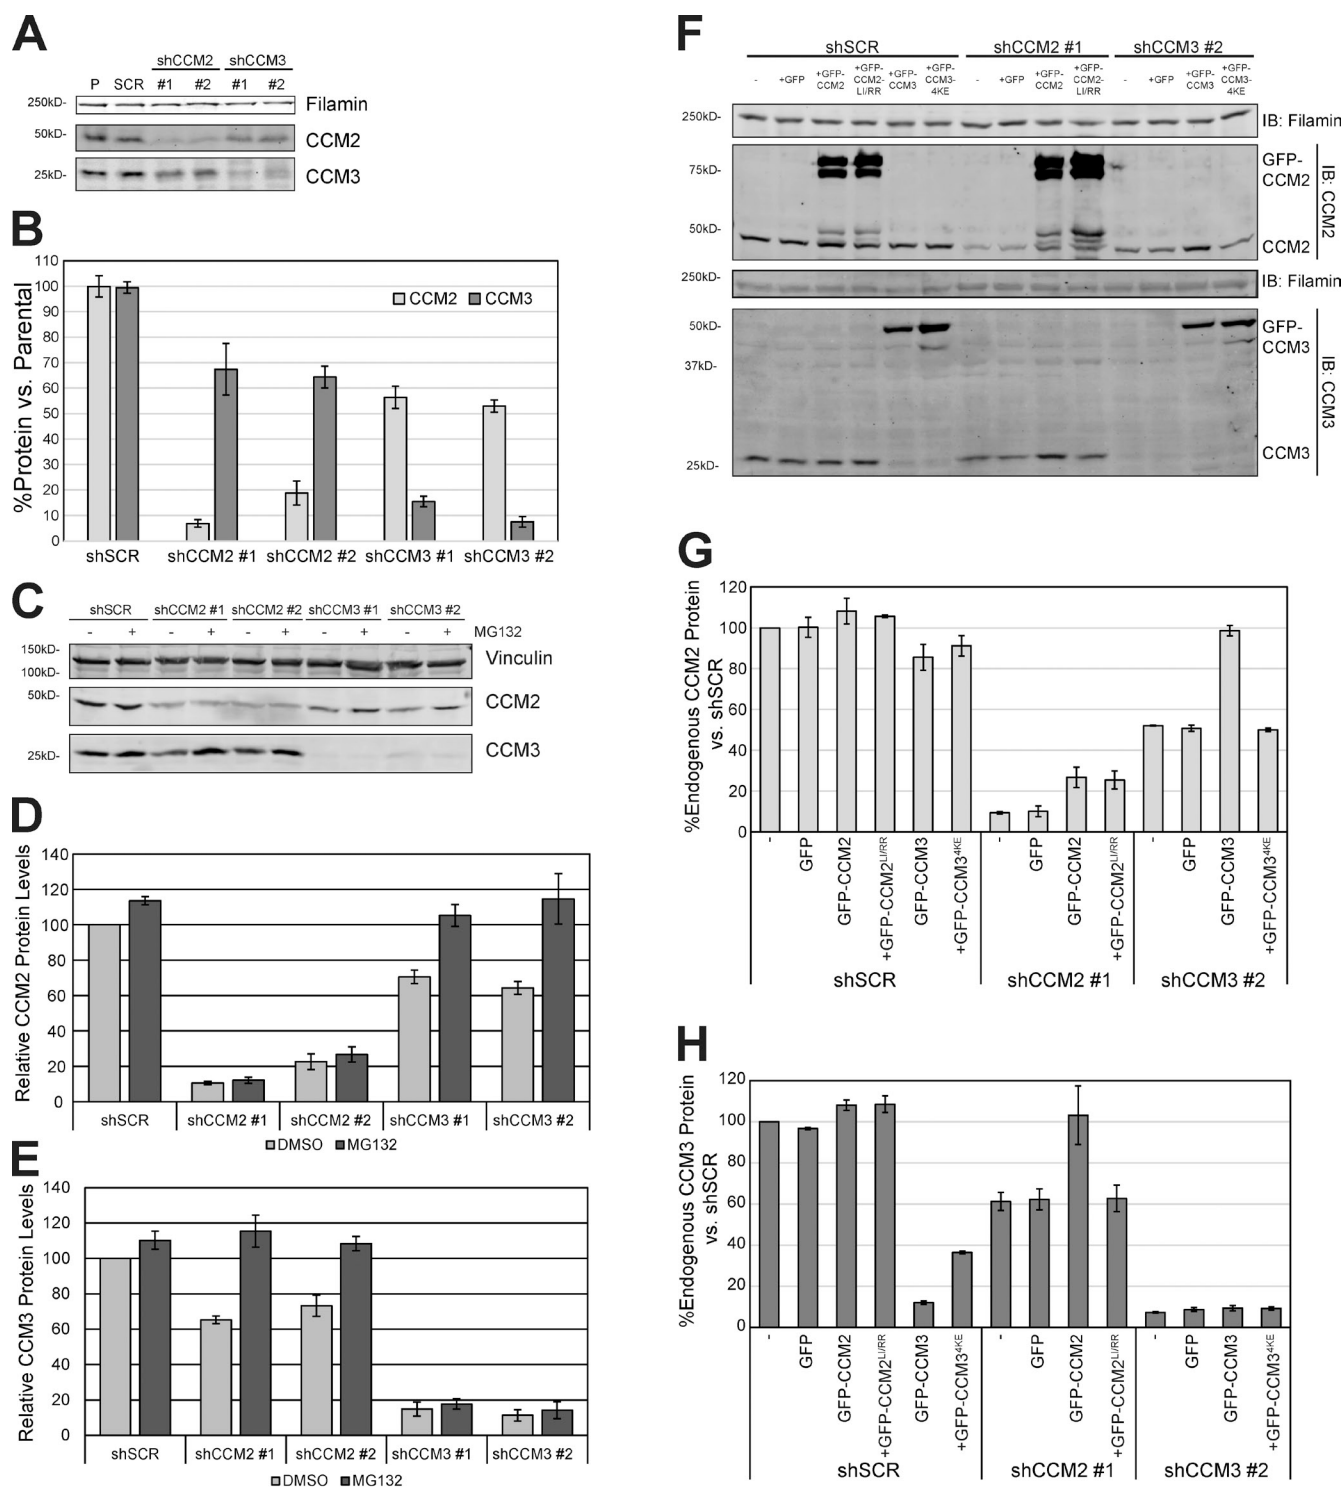 A
shCCM2 shCCM3
P SCR #1 #2 #1 #2
250kD- Filamin
50kD- CCM2
25kD- CCM3
B
%Protein vs. Parental
110
100
90
80
70
60
50
40
30
20
10
0
CCM2 CCM3
shSCR shCCM2 #1 shCCM2 #2 shCCM3 #1 shCCM3 #2
C
shSCR shCCM2 #1 shCCM2 #2 shCCM3 #1 shCCM3 #2
- + - + - + - + - + MG132
150kD-
100kD-
Vinculin
50kD- CCM2
25kD- CCM3
D
Relative CCM2 Protein Levels
140
120
100
80
60
40
20
0
shSCR shCCM2 #1 shCCM2 #2 shCCM3 #1 shCCM3 #2
DMSO MG132
E
Relative CCM3 Protein Levels
140
120
100
80
60
40
20
0
shSCR shCCM2 #1 shCCM2 #2 shCCM3 #1 shCCM3 #2
DMSO MG132
F
shSCR shCCM2 #1 shCCM3 #2
- +GFP +GFP-CCM2 +GFP-CCM2-LI/RR +GFP-CCM3 +GFP-CCM3-4KE - +GFP +GFP-CCM2 +GFP-CCM2-LI/RR - +GFP +GFP-CCM3 +GFP-CCM3-4KE
250kD- IB: Filamin
75kD-
50kD-
GFP-CCM2
CCM2
IB: CCM2
250kD- IB: Filamin
50kD-
37kD-
25kD-
GFP-CCM3
CCM3
IB: CCM3
G
%Endogenous CCM2 Protein
vs. shSCR
120
100
80
60
40
20
0
- GFP GFP-CCM2 +GFP-CCM2LI/RR GFP-CCM3 +GFP-CCM34KE - GFP GFP-CCM2 +GFP-CCM2LI/RR - GFP GFP-CCM3 +GFP-CCM34KE
shSCR shCCM2 #1 shCCM3 #2
H
%Endogenous CCM3 Protein
vs. shSCR
120
100
80
60
40
20
0
- GFP GFP-CCM2 +GFP-CCM2LI/RR GFP-CCM3 +GFP-CCM34KE - GFP GFP-CCM2 +GFP-CCM2LI/RR - GFP GFP-CCM3 +GFP-CCM34KE
shSCR shCCM2 #1 shCCM3 #2